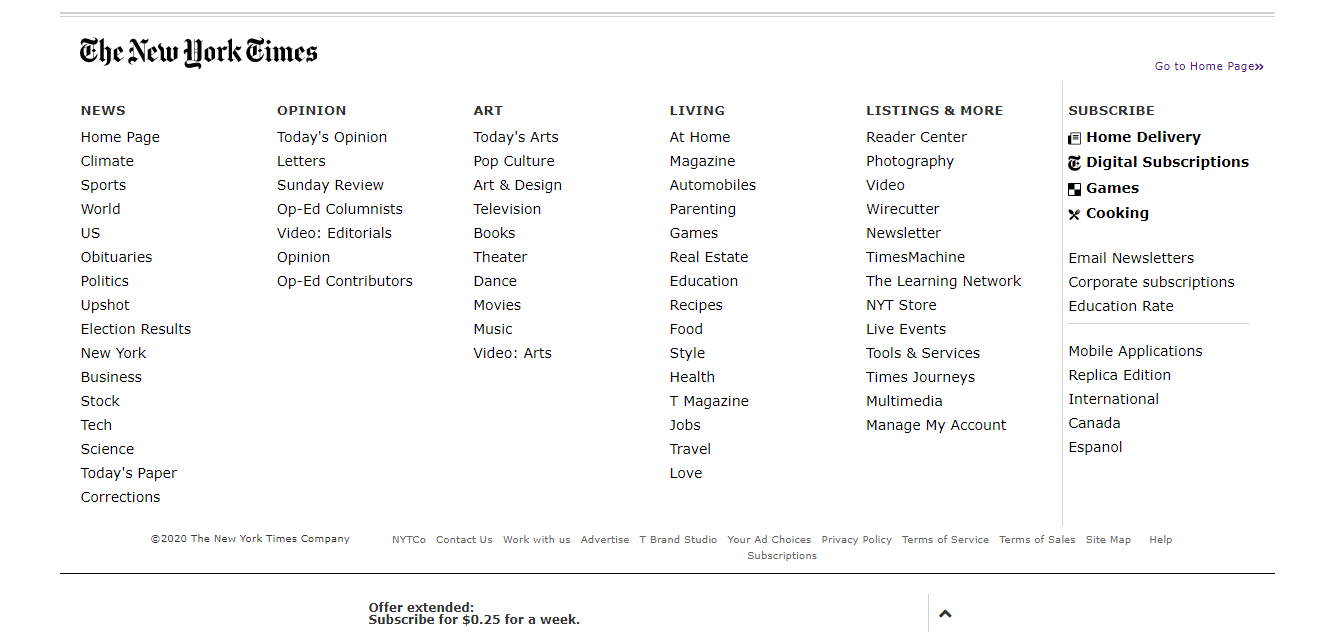 The New York Times
Go to Home Page»
NEWS
Home Page
Climate
Sports
World
US
Obituaries
Politics
Upshot
Election Results
New York
Business
Stock
Tech
Science
Today's Paper
Corrections
OPINION
Today's Opinion
Letters
Sunday Review
Op-Ed Columnists
Video: Editorials
Opinion
Op-Ed Contributors
ART
Today's Arts
Pop Culture
Art & Design
Television
Books
Theater
Dance
Movies
Music
Video: Arts
LIVING
At Home
Magazine
Automobiles
Parenting
Games
Real Estate
Education
Recipes
Food
Style
Health
T Magazine
Jobs
Travel
Love
LISTINGS & MORE
Reader Center
Photography
Video
Wirecutter
Newsletter
TimesMachine
The Learning Network
NYT Store
Live Events
Tools & Services
Times Journeys
Multimedia
Manage My Account
SUBSCRIBE
Home Delivery
Digital Subscriptions
Games
Cooking
Email Newsletters
Corporate subscriptions
Education Rate
Mobile Applications
Replica Edition
International
Canada
Espanol
©2020 The New York Times Company
NYTCo Contact Us Work with us Advertise T Brand Studio Your Ad Choices Privacy Policy Terms of Service Terms of Sales Site Map Help
Subscriptions
Offer extended:
Subscribe for $0.25 for a week.